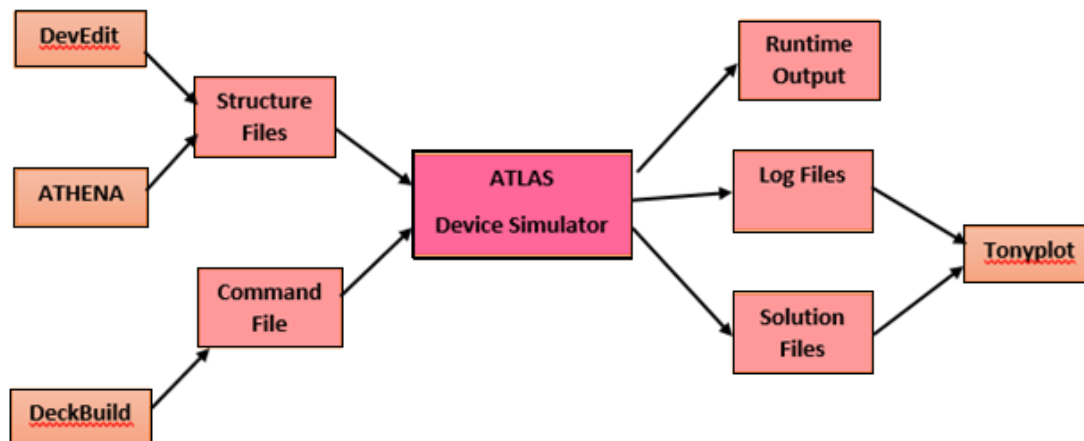 DevEdit
Structure
Files
ATHENA
Command
File
DeckBuild
ATLAS
Device Simulator
Runtime
Output
Log Files
Solution
Files
Tonyplot